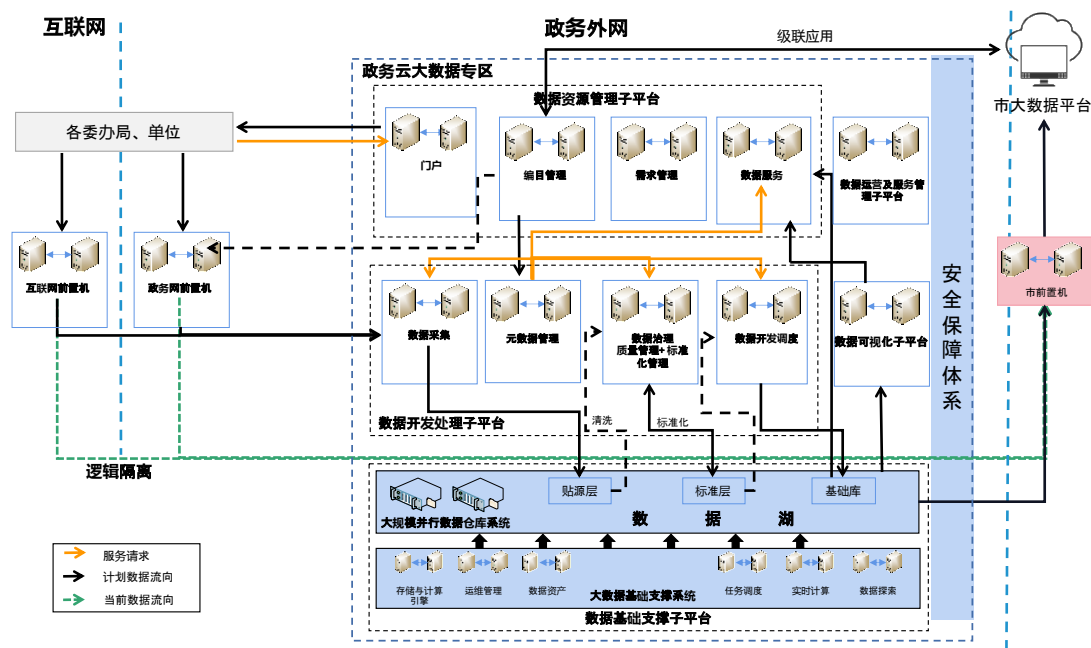 互联网
政务外网
级联应用
政务云大数据专区
市大数据平台
数据资源管理子平台
各委办局、单位
门户
编目管理
需求管理
数据服务
数据运营及服务管
理子平台
互联网前置机
政务网前置机
市前置机
安全保障体系
数据采集
元数据管理
数据治理
质量管理+标准
化管理
数据开发调度
数据可视化子平台
数据开发处理子平台
清洗
标准化
逻辑隔离
贴源层
标准层
基础库
大规模并行数据仓库系统
数据湖
存储与计算
引擎
运维管理
数据资产
大数据基础支撑系统
任务调度
实时计算
数据探索
数据基础支撑子平台
服务请求
计划数据流向
当前数据流向